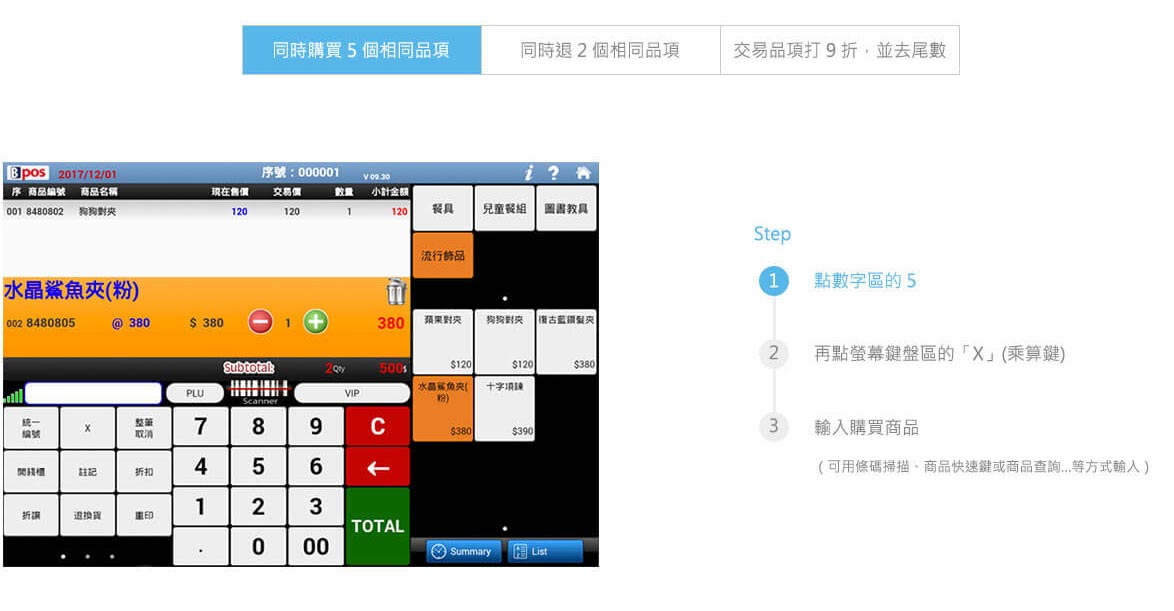 同時購買 5 個相同品項
同時退 2 個相同品項
交易品項打 9 折，並去尾數
Bpos 2017/12/01 序號：000001 V 09.30 i ?
序 商品編號 商品名稱 現在售價 交易價 數量 小計金額
001 8480802 狗狗對夾 120 120 1 120
水晶鯊魚夾(粉)
002 8480805 @ 380 $ 380 1 380
Subtotal: 2Qty 500$
PLU Scanner VIP
統一編號 X 整筆取消 7 8 9 C
開錢櫃 註記 折扣 4 5 6 ←
折讓 退換貨 重印 1 2 3 TOTAL
. 0 00
餐具 兒童餐組 圖書教具
流行飾品
蘋果對夾 狗狗對夾 復古藍鑽髮夾
$120 $120 $380
水晶鯊魚夾(粉) 十字項鍊
$380 $390
Summary List
Step
1 點數字區的 5
2 再點螢幕鍵盤區的「X」(乘算鍵)
3 輸入購買商品
( 可用條碼掃描、商品快速鍵或商品查詢...等方式輸入 )